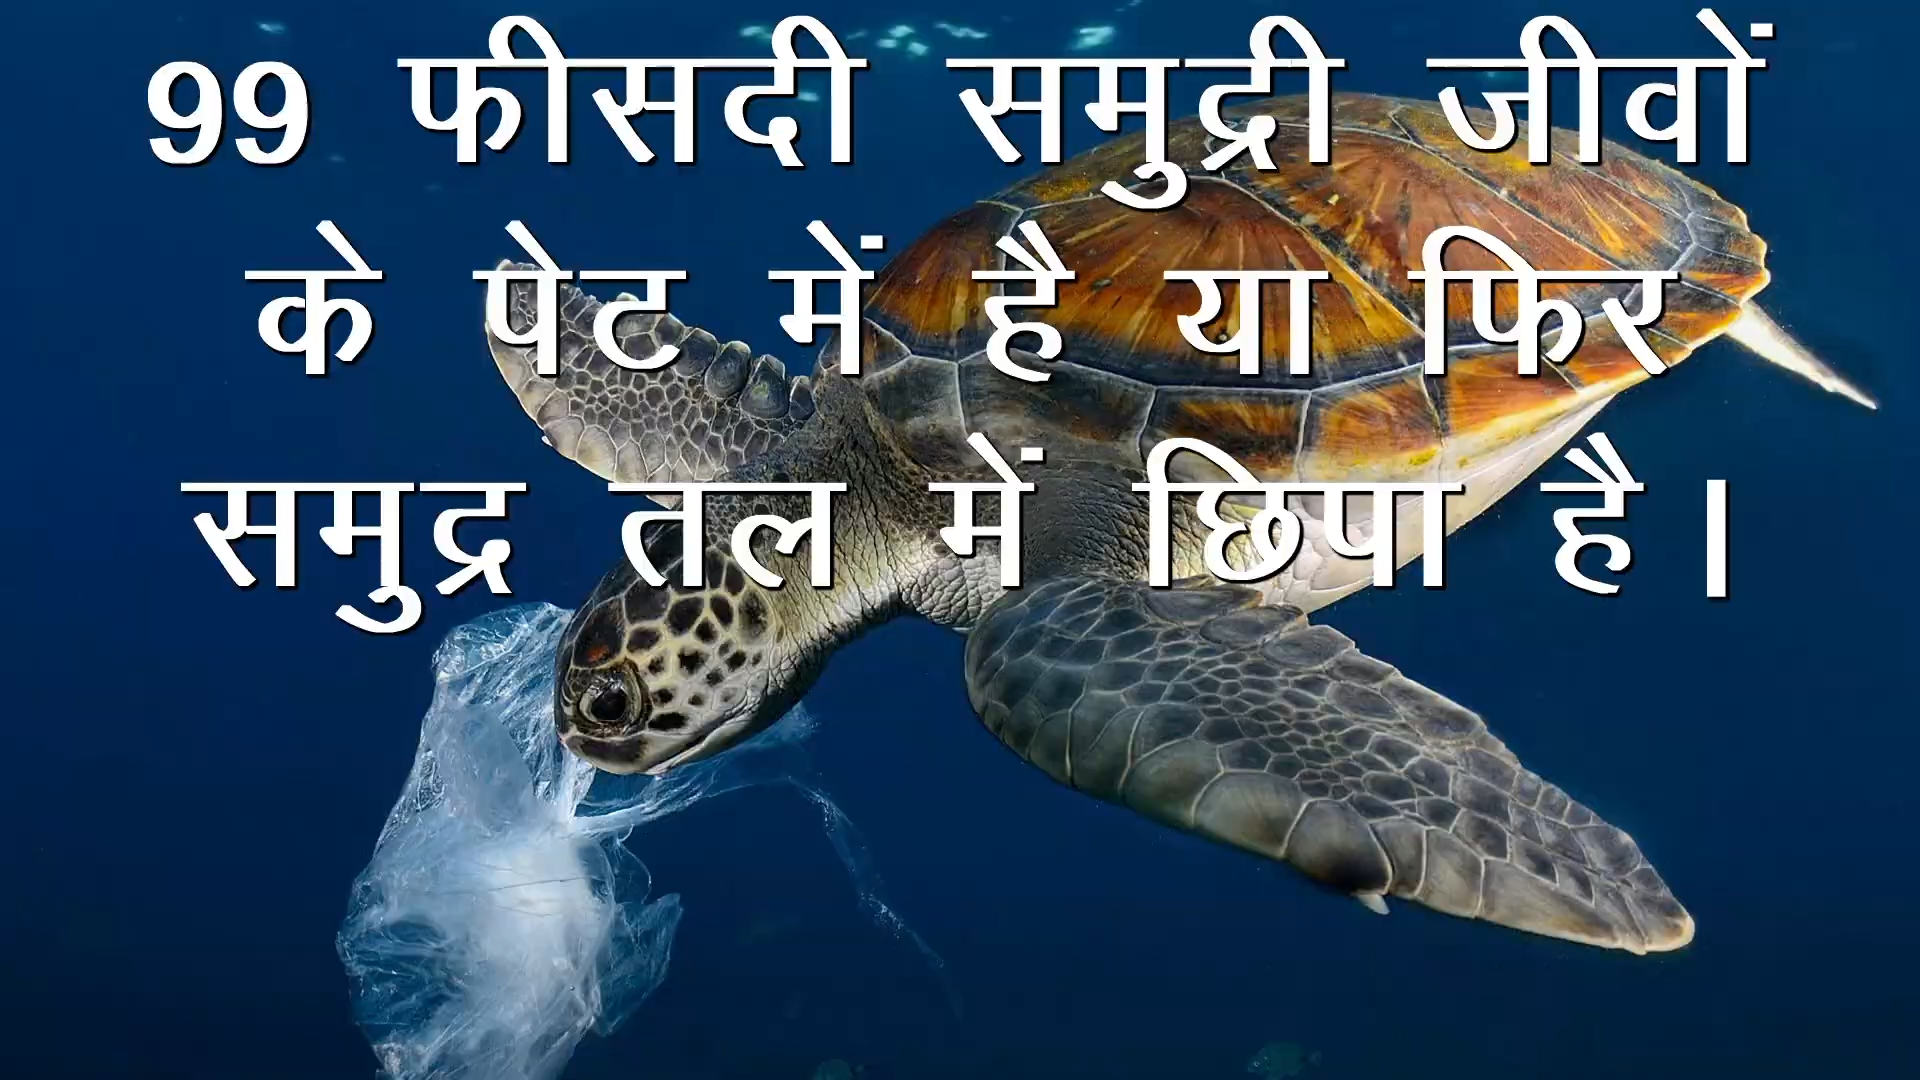 99 फीसदी समुद्री जीवों
के पेट में है या फिर
समुद्र तल में छिपा है।